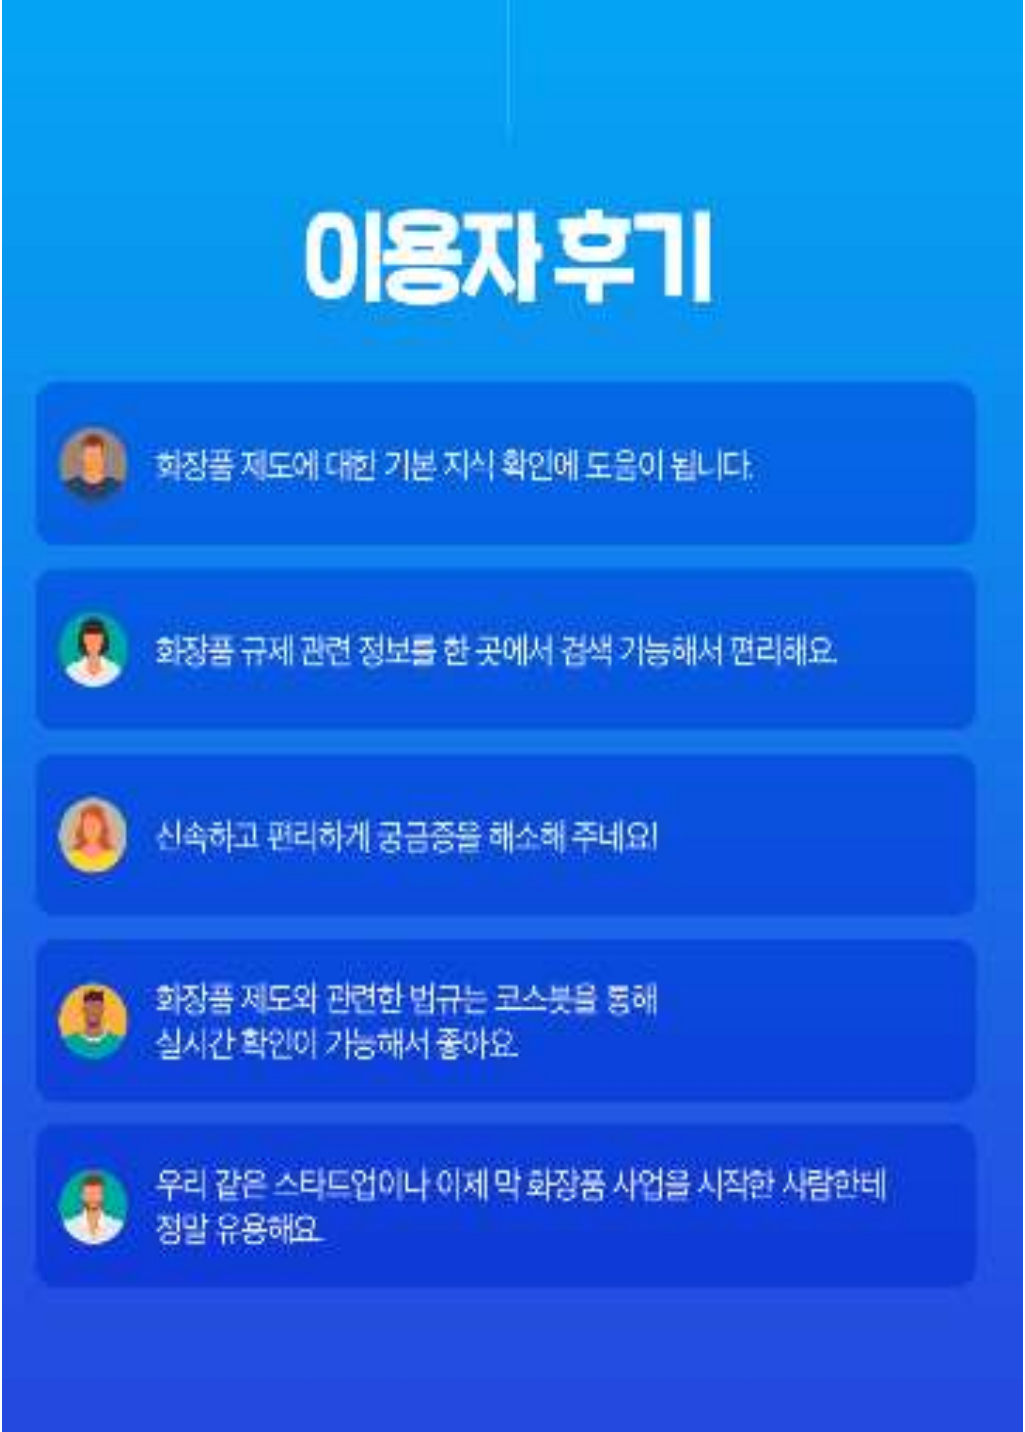 이용자 후기
화장품 제도에 대한 기본 지식 확인에 도움이 됩니다.
화장품 규제 관련 정보를 한 곳에서 검색 가능해서 편리해요.
신속하고 편리하게 궁금증을 해소해 주네요!
화장품 제도와 관련한 법규는 코스봇을 통해
실시간 확인이 가능해서 좋아요.
우리 같은 스타트업이나 이제 막 화장품 사업을 시작한 사람한테
정말 유용해요.